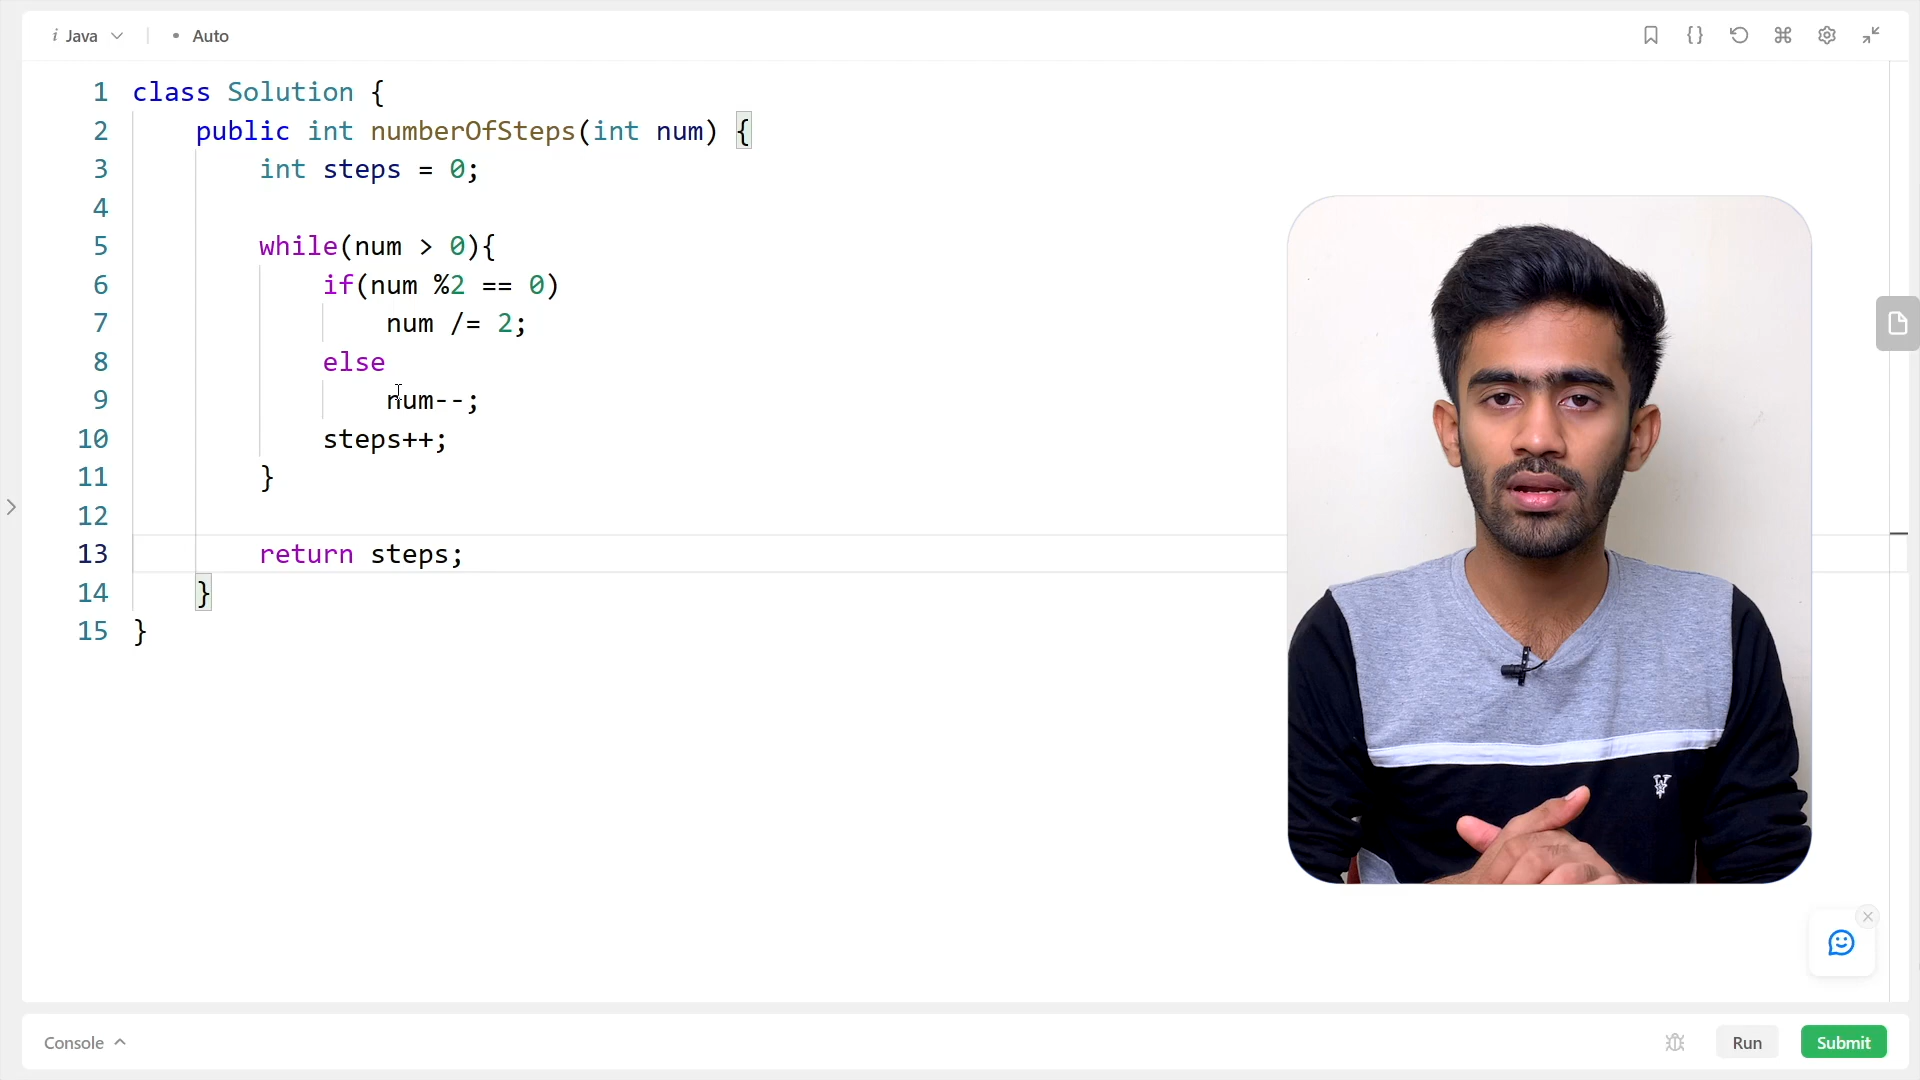 i Java • Auto
1 class Solution {
2 public int numberOfSteps(int num) {
3 int steps = 0;
4
5 while(num > 0){
6 if(num %2 == 0)
7 num /= 2;
8 else
9 num--;
10 steps++;
11 }
12
13 return steps;
14 }
15 }
Console Run Submit